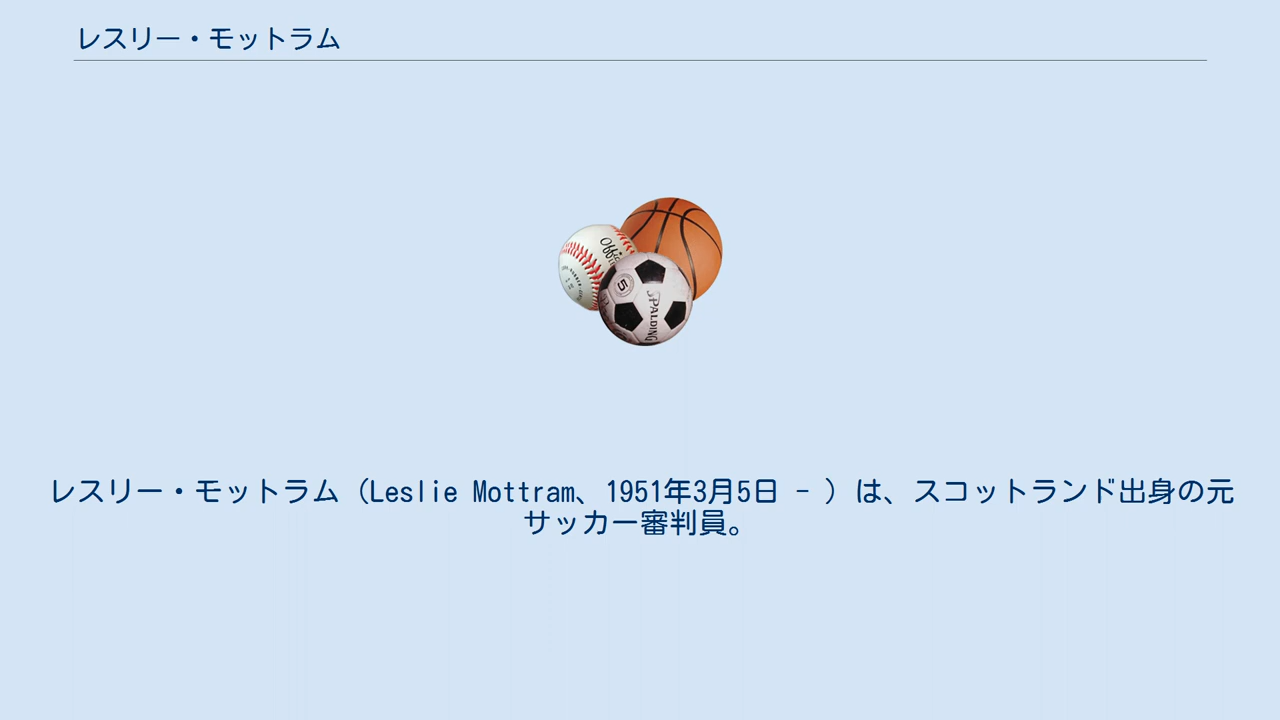 レスリー・モットラム
Offici
5
SPALDING
レスリー・モットラム（Leslie Mottram、1951年3月5日 - ）は、スコットランド出身の元
サッカー審判員。